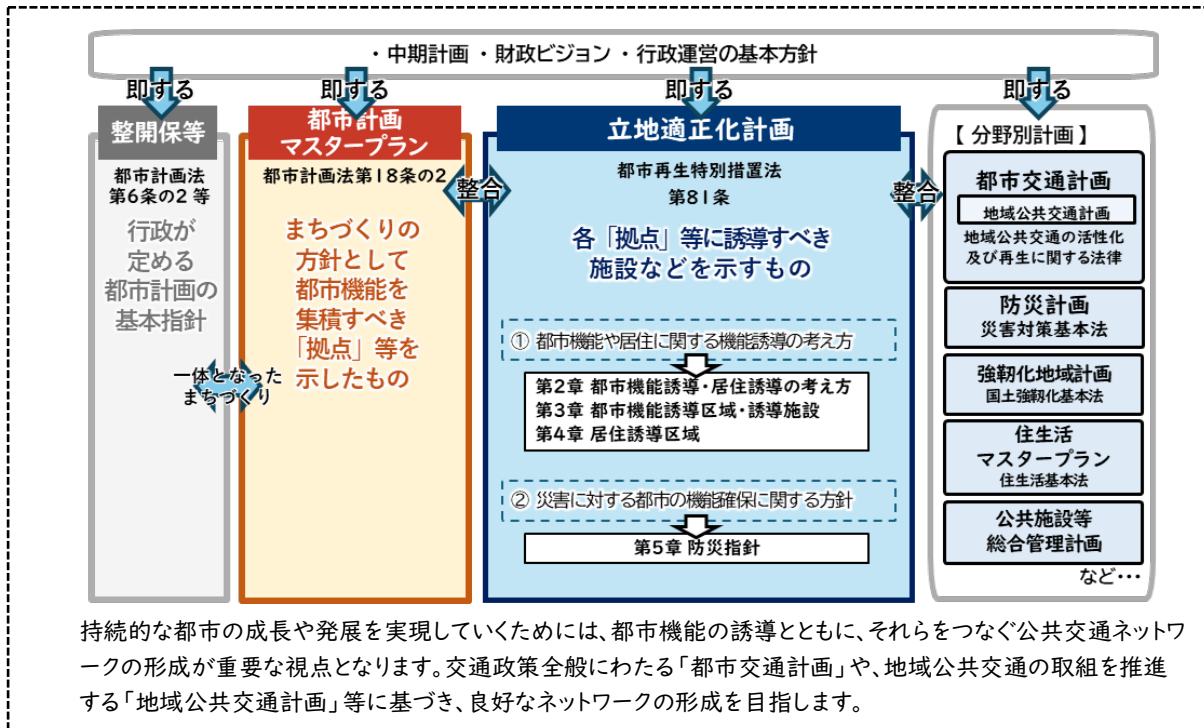 ・中期計画 ・財政ビジョン ・行政運営の基本方針
即する
即する
即する
即する
整開保等
都市計画法
第6条の2 等
行政が
定める
都市計画の
基本指針
一体となった
まちづくり
都市計画
マスタープラン
都市計画法第18条の2
まちづくりの
方針として
都市機能を
集積すべき
「拠点」等を
示したもの
整合
立地適正化計画
都市再生特別措置法
第81条
各「拠点」等に誘導すべき
施設などを示すもの
① 都市機能や居住に関する機能誘導の考え方
第2章 都市機能誘導・居住誘導の考え方
第3章 都市機能誘導区域・誘導施設
第4章 居住誘導区域
② 災害に対する都市の機能確保に関する方針
第5章 防災指針
整合
【 分野別計画 】
都市交通計画
地域公共交通計画
地域公共交通の活性化
及び再生に関する法律
防災計画
災害対策基本法
強靱化地域計画
国土強靱化基本法
住生活
マスタープラン
住生活基本法
公共施設等
総合管理計画
など・・・
持続的な都市の成長や発展を実現していくためには、都市機能の誘導とともに、それらをつなぐ公共交通ネットワ
ークの形成が重要な視点となります。交通政策全般にわたる「都市交通計画」や、地域公共交通の取組を推進
する「地域公共交通計画」等に基づき、良好なネットワークの形成を目指します。